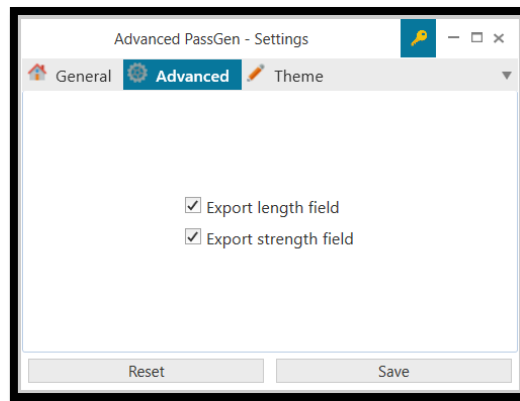 Advanced PassGen - Settings
General Advanced Theme
Export length field
Export strength field
Reset Save